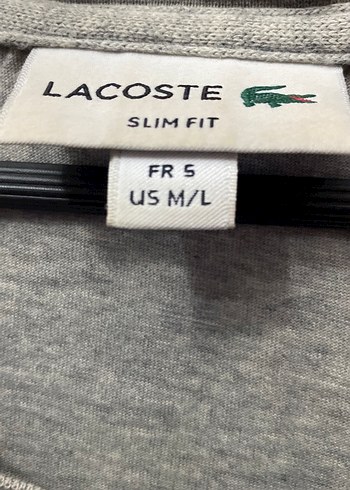 LACOSTE
SLIM FIT
FR 5
US M/L